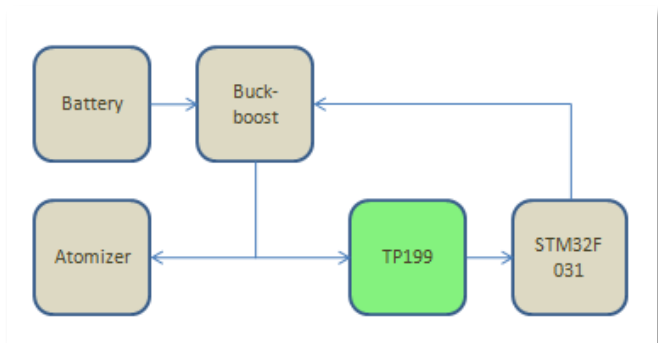 Battery
Buck-
boost
Atomizer
TP199
STM32F
031